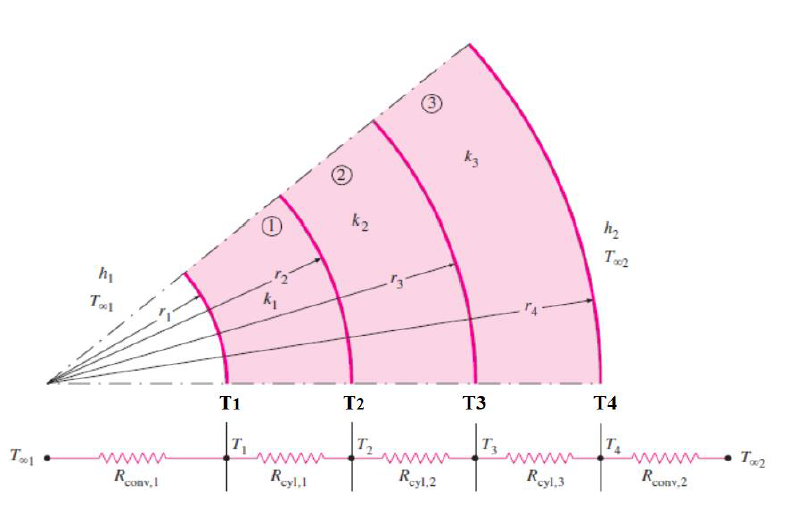 ③
k₃
②
k₂
①
h₂
T∞2
h₁
T∞1
r₁
r₂
k₁
r₃
r₄
T1 T2 T3 T4
T∞1 T₁ T₂ T₃ T₄ T∞2
Rconv,1 Rcyl,1 Rcyl,2 Rcyl,3 Rconv,2